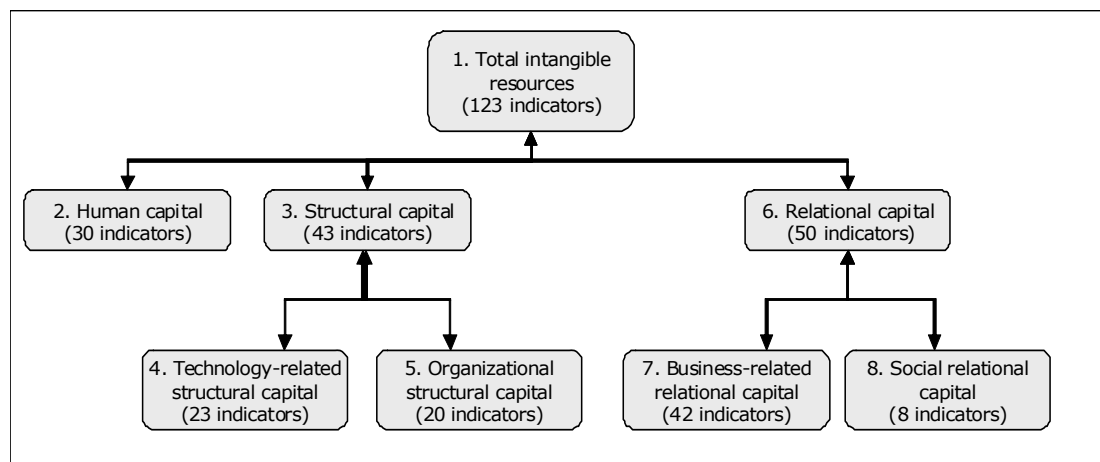 1. Total intangible
resources
(123 indicators)
2. Human capital
(30 indicators)
3. Structural capital
(43 indicators)
6. Relational capital
(50 indicators)
4. Technology-related
structural capital
(23 indicators)
5. Organizational
structural capital
(20 indicators)
7. Business-related
relational capital
(42 indicators)
8. Social relational
capital
(8 indicators)